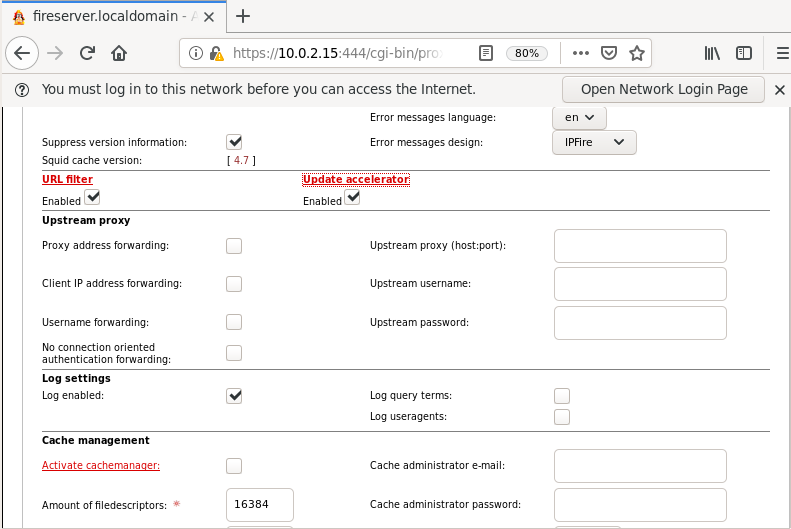 fireserver.localdomain - A
https://10.0.2.15:444/cgi-bin/prox
80%
You must log in to this network before you can access the Internet.
Open Network Login Page
Error messages language:
en
Suppress version information:
Error messages design:
IPFire
Squid cache version:
[ 4.7 ]
URL filter
Update accelerator
Enabled
Enabled
Upstream proxy
Proxy address forwarding:
Upstream proxy (host:port):
Client IP address forwarding:
Upstream username:
Username forwarding:
Upstream password:
No connection oriented
authentication forwarding:
Log settings
Log enabled:
Log query terms:
Log useragents:
Cache management
Activate cachemanager:
Cache administrator e-mail:
Amount of filedescriptors: *
16384
Cache administrator password: